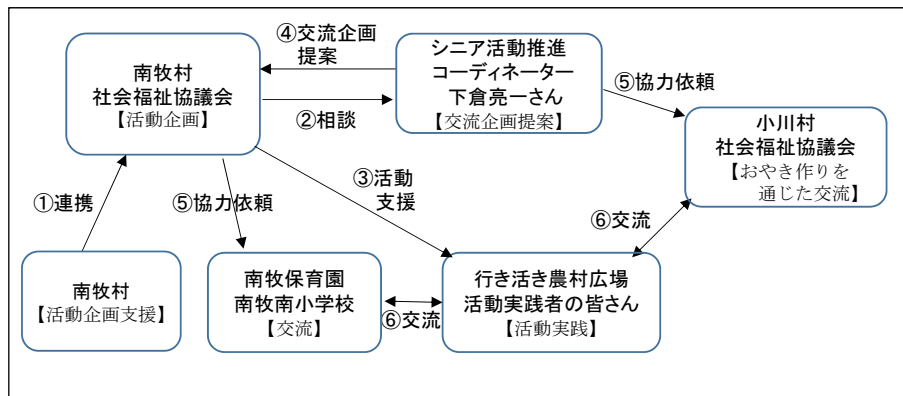 ④交流企画
提案
シニア活動推進
コーディネーター
下倉亮一さん
【交流企画提案】
南牧村
社会福祉協議会
【活動企画】
②相談
⑤協力依頼
小川村
社会福祉協議会
【おやき作りを
通じた交流】
①連携
⑤協力依頼
③活動
支援
⑥交流
南牧村
【活動企画支援】
南牧保育園
南牧南小学校
【交流】
⑥交流
行き活き農村広場
活動実践者の皆さん
【活動実践】